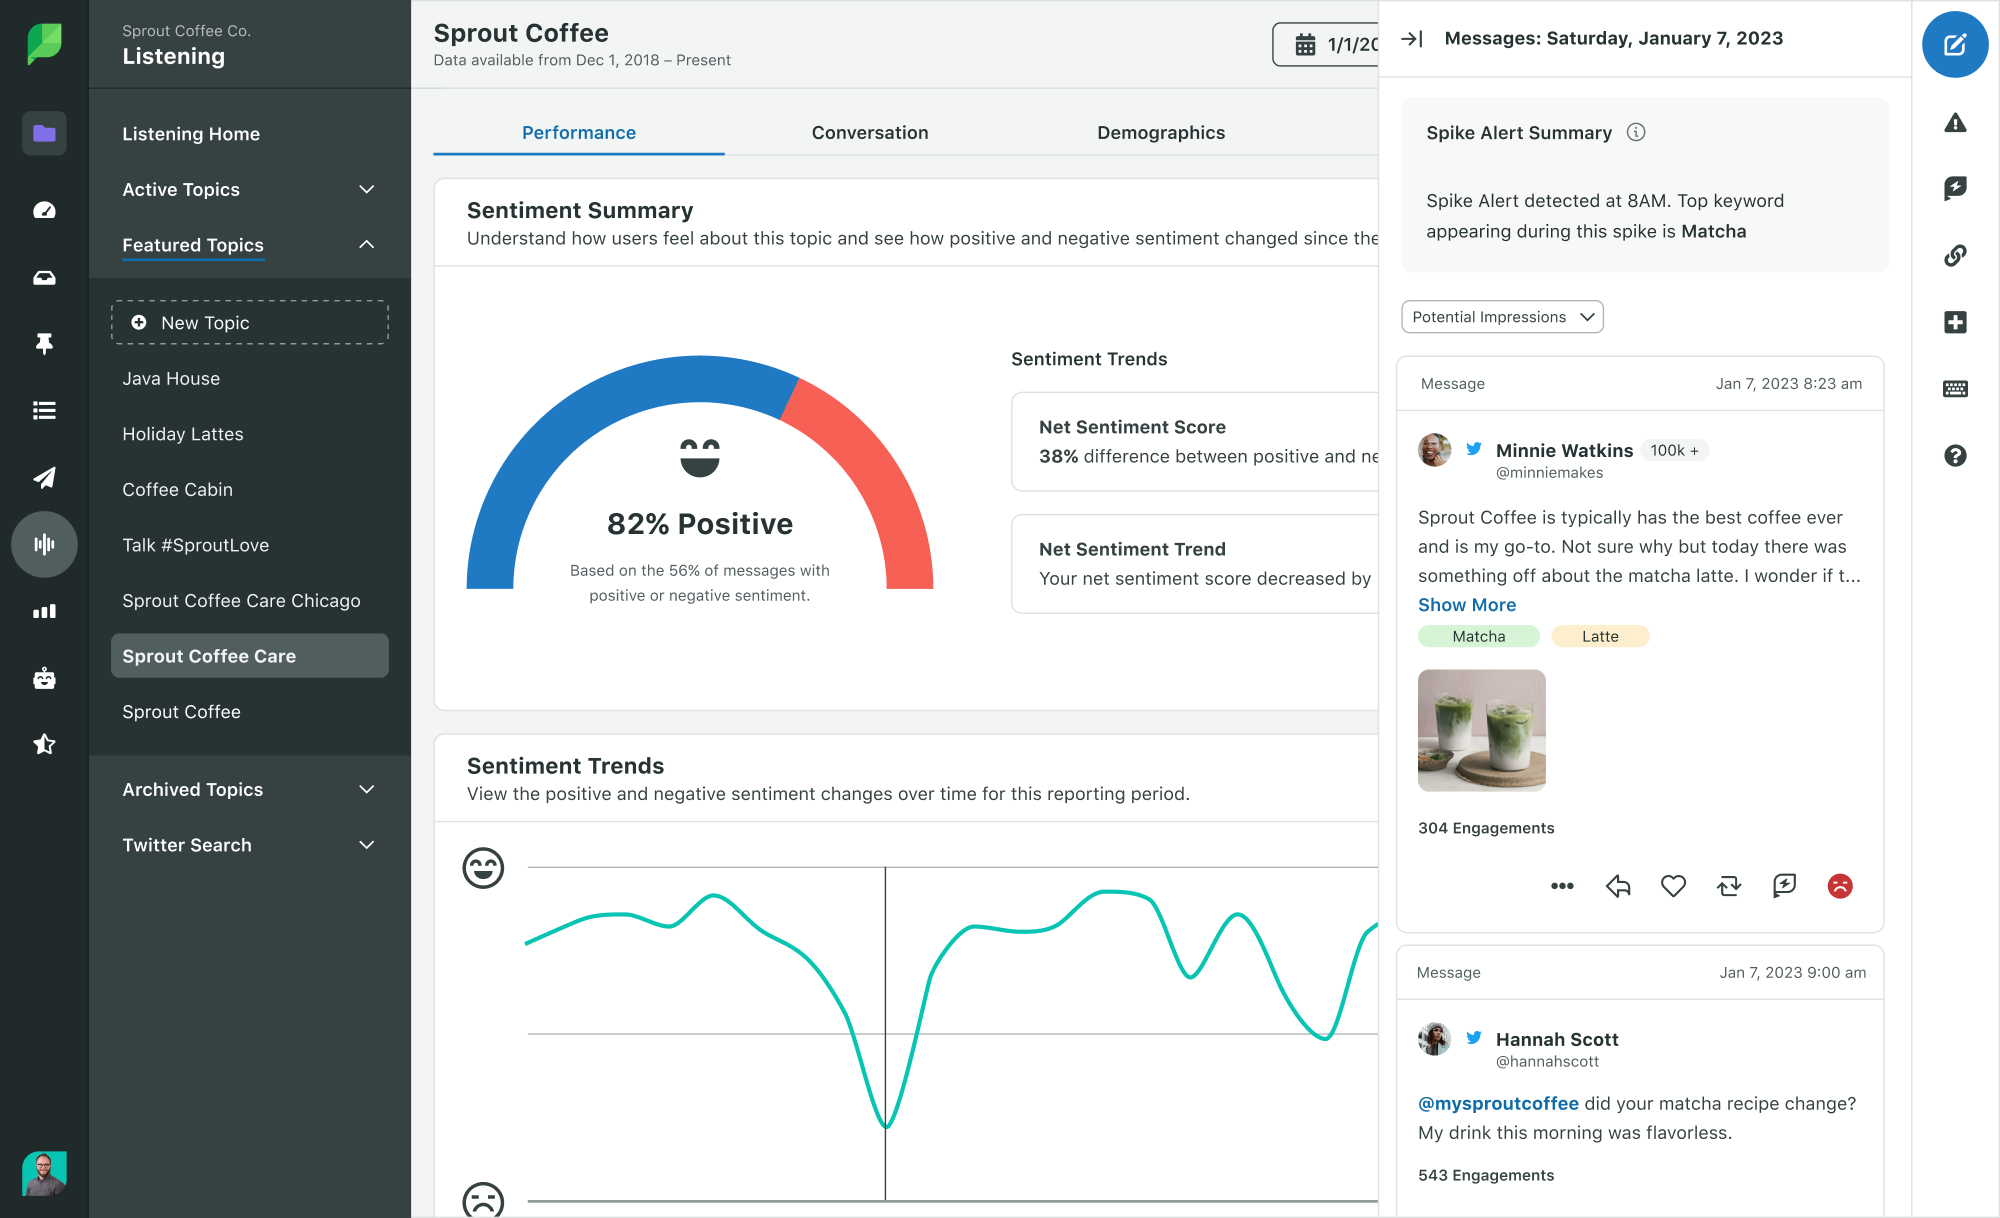 Sprout Coffee Co.
Listening
Listening Home
Active Topics
Featured Topics
New Topic
Java House
Holiday Lattes
Coffee Cabin
Talk #SproutLove
Sprout Coffee Care Chicago
Sprout Coffee Care
Sprout Coffee
Archived Topics
Twitter Search
Sprout Coffee
Data available from Dec 1, 2018 – Present
1/1/20
Performance
Conversation
Demographics
Sentiment Summary
Understand how users feel about this topic and see how positive and negative sentiment changed since the
82% Positive
Based on the 56% of messages with
positive or negative sentiment.
Sentiment Trends
Net Sentiment Score
38% difference between positive and ne
Net Sentiment Trend
Your net sentiment score decreased by
Sentiment Trends
View the positive and negative sentiment changes over time for this reporting period.
Messages: Saturday, January 7, 2023
Spike Alert Summary
Spike Alert detected at 8AM. Top keyword
appearing during this spike is Matcha
Potential Impressions
Message
Jan 7, 2023 8:23 am
Minnie Watkins
100k +
@minniemakes
Sprout Coffee is typically has the best coffee ever
and is my go-to. Not sure why but today there was
something off about the matcha latte. I wonder if t...
Show More
Matcha
Latte
304 Engagements
Message
Jan 7, 2023 9:00 am
Hannah Scott
@hannahscott
@mysproutcoffee did your matcha recipe change?
My drink this morning was flavorless.
543 Engagements